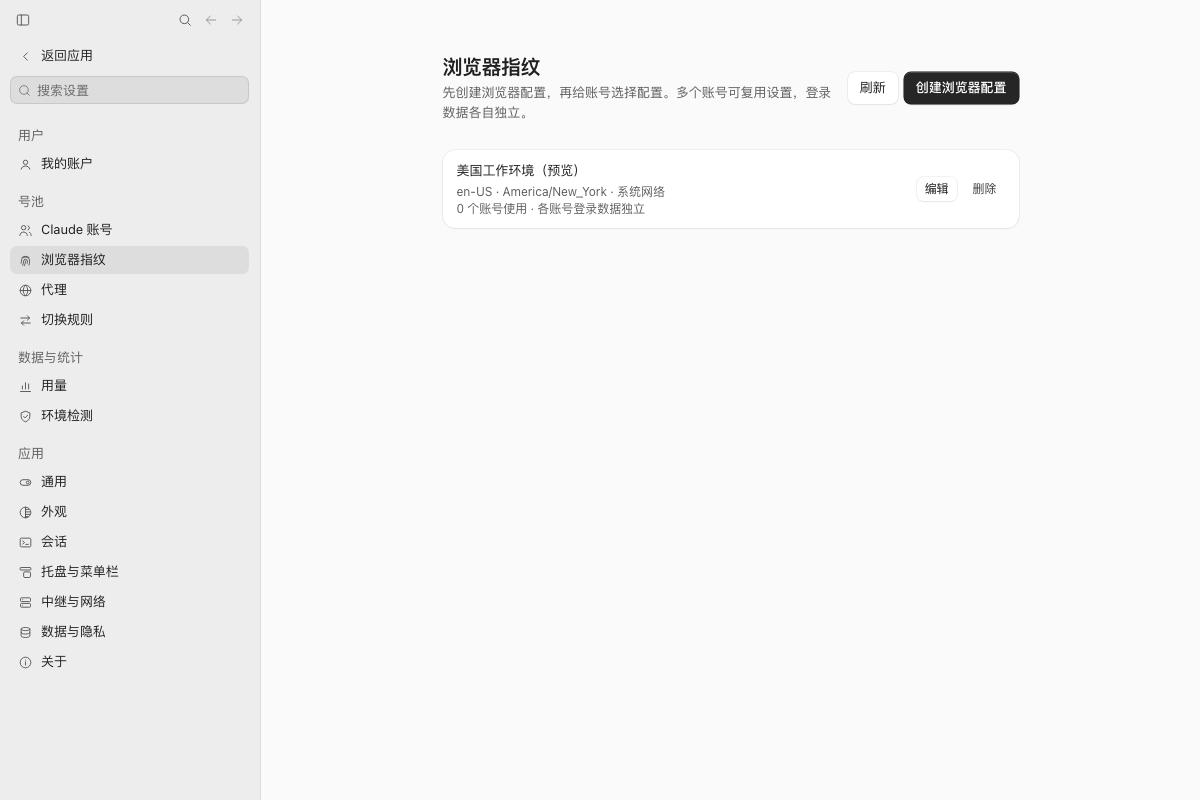 返回应用
搜索设置
用户
我的账户
号池
Claude 账号
浏览器指纹
代理
切换规则
数据与统计
用量
环境检测
应用
通用
外观
会话
托盘与菜单栏
中继与网络
数据与隐私
关于
浏览器指纹
先创建浏览器配置，再给账号选择配置。多个账号可复用设置，登录
数据各自独立。
刷新
创建浏览器配置
美国工作环境（预览）
en-US · America/New_York · 系统网络
0 个账号使用 · 各账号登录数据独立
编辑
删除